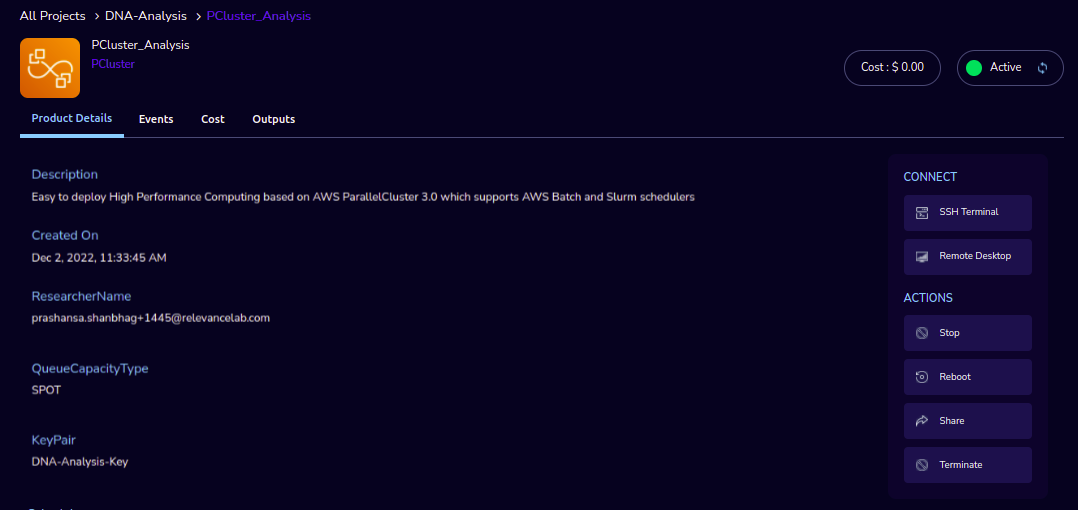 All Projects > DNA-Analysis > PCluster_Analysis
PCluster_Analysis
PCluster
Cost : $ 0.00
Active
Product Details
Events
Cost
Outputs
Description
Easy to deploy High Performance Computing based on AWS ParallelCluster 3.0 which supports AWS Batch and Slurm schedulers
Created On
Dec 2, 2022, 11:33:45 AM
ResearcherName
prashansa.shanbhag+1445@relevancelab.com
QueueCapacityType
SPOT
KeyPair
DNA-Analysis-Key
CONNECT
SSH Terminal
Remote Desktop
ACTIONS
Stop
Reboot
Share
Terminate